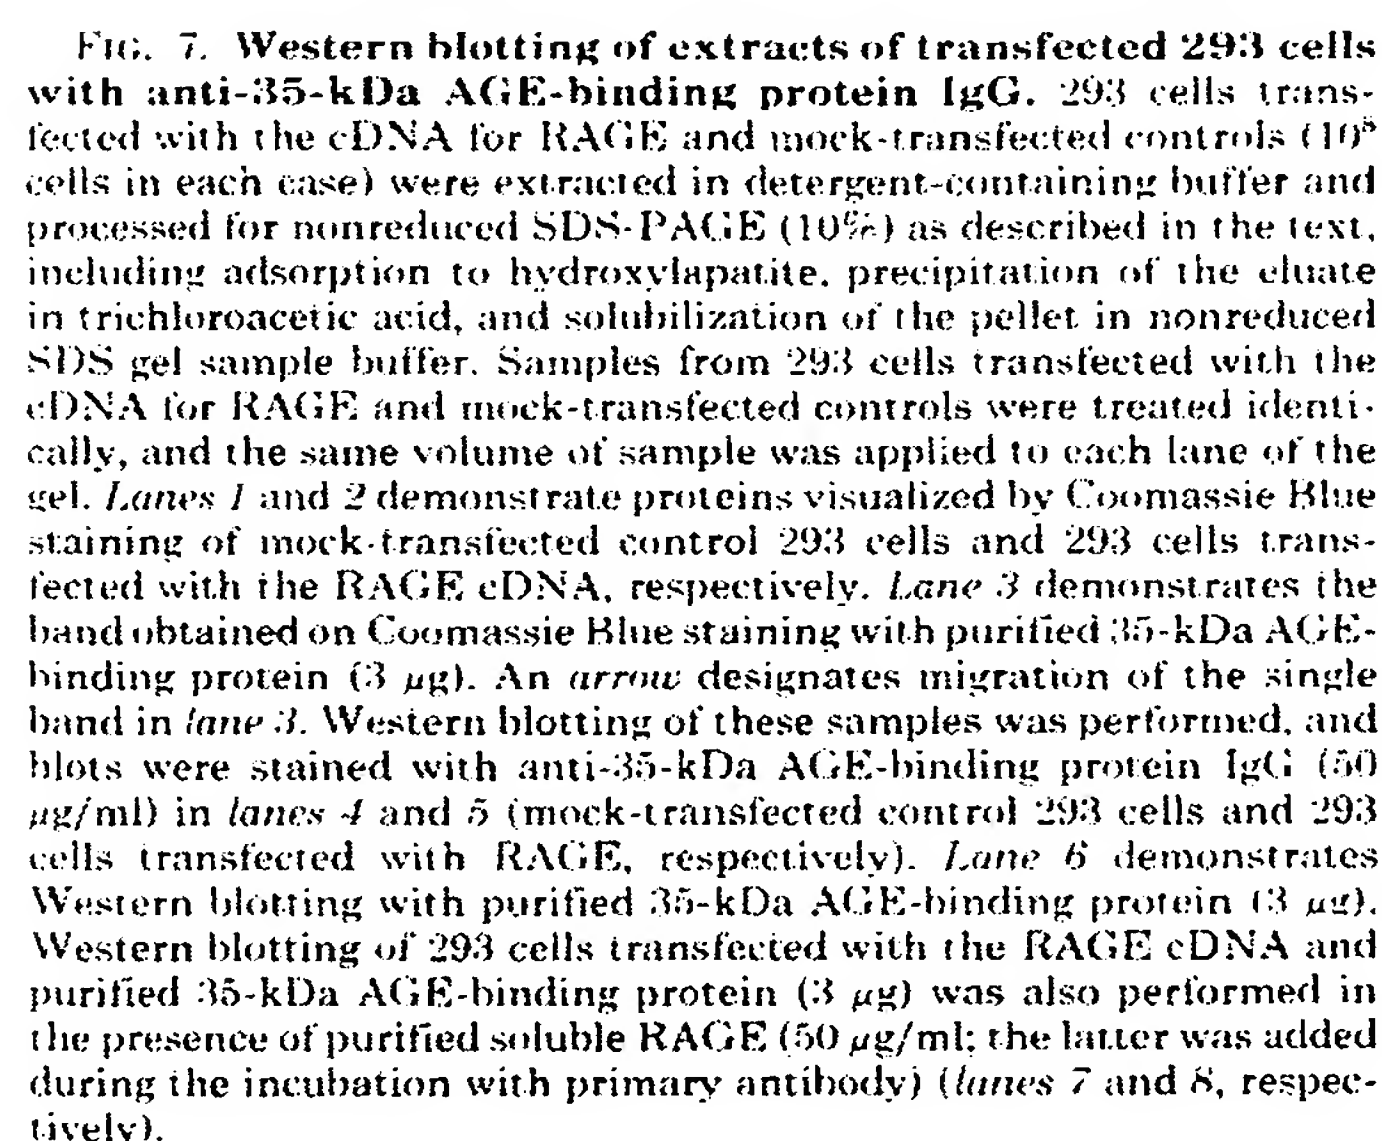 FIG. 7. Western blotting of extracts of transfected 293 cells
with anti-35-kDa AGE-binding protein IgG. 293 cells trans-
fected with the cDNA for RAGE and mock-transfected controls (10⁸
cells in each case) were extracted in detergent-containing buffer and
processed for nonreduced SDS-PAGE (10%) as described in the text,
including adsorption to hydroxylapatite, precipitation of the eluate
in trichloroacetic acid, and solubilization of the pellet in nonreduced
SDS gel sample buffer. Samples from 293 cells transfected with the
cDNA for RAGE and mock-transfected controls were treated identi-
cally, and the same volume of sample was applied to each lane of the
gel. Lanes 1 and 2 demonstrate proteins visualized by Coomassie Blue
staining of mock-transfected control 293 cells and 293 cells trans-
fected with the RAGE cDNA, respectively. Lane 3 demonstrates the
band obtained on Coomassie Blue staining with purified 35-kDa AGE-
binding protein (3 μg). An arrow designates migration of the single
band in lane 3. Western blotting of these samples was performed, and
blots were stained with anti-35-kDa AGE-binding protein IgG (50
μg/ml) in lanes 4 and 5 (mock-transfected control 293 cells and 293
cells transfected with RAGE, respectively). Lane 6 demonstrates
Western blotting with purified 35-kDa AGE-binding protein (3 μg).
Western blotting of 293 cells transfected with the RAGE cDNA and
purified 35-kDa AGE-binding protein (3 μg) was also performed in
the presence of purified soluble RAGE (50 μg/ml; the latter was added
during the incubation with primary antibody) (lanes 7 and 8, respec-
tively).